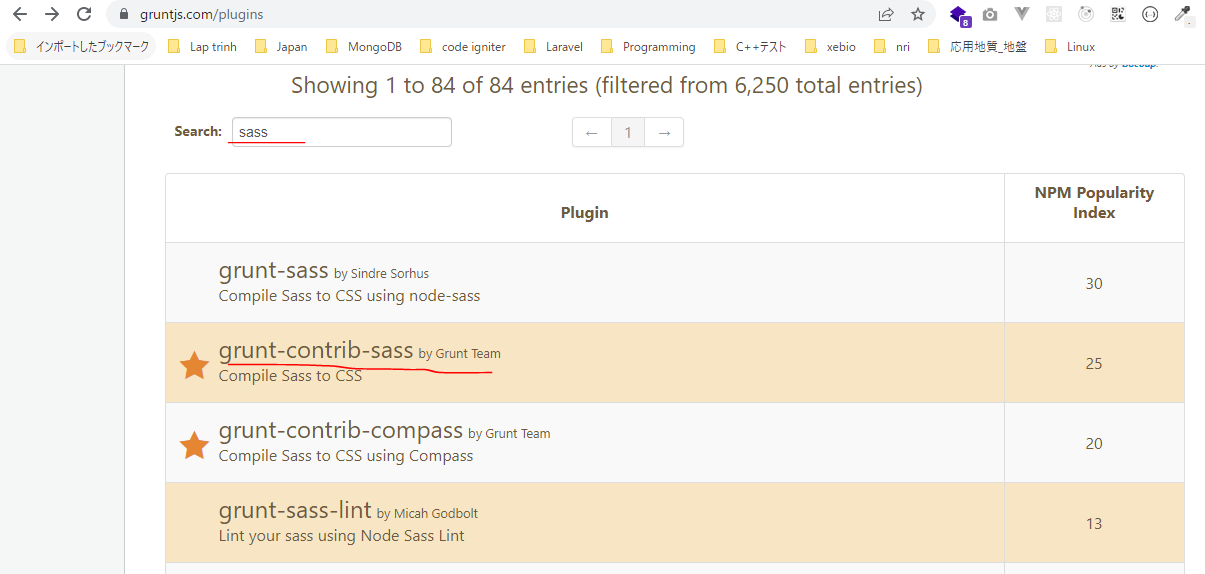 gruntjs.com/plugins
8
インポートしたブックマーク Lap trinh Japan MongoDB code igniter Laravel Programming C++テスト xebio nri 応用地質_地盤 Linux
Showing 1 to 84 of 84 entries (filtered from 6,250 total entries)
Search: sass ← 1 →
Plugin
NPM Popularity
Index
grunt-sass by Sindre Sorhus
Compile Sass to CSS using node-sass
30
grunt-contrib-sass by Grunt Team
Compile Sass to CSS
25
grunt-contrib-compass by Grunt Team
Compile Sass to CSS using Compass
20
grunt-sass-lint by Micah Godbolt
Lint your sass using Node Sass Lint
13